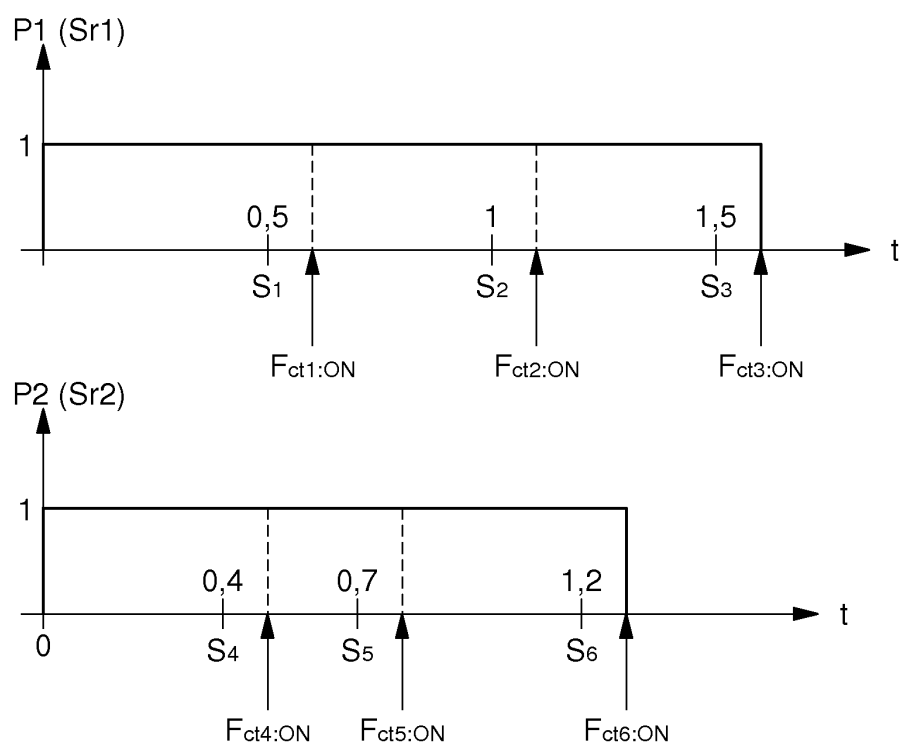 P1 (Sr1)
1
0,5 1 1,5
t
S1 S2 S3
Fct1:ON Fct2:ON Fct3:ON
P2 (Sr2)
1
0,4 0,7 1,2
t
0 S4 S5 S6
Fct4:ON Fct5:ON Fct6:ON